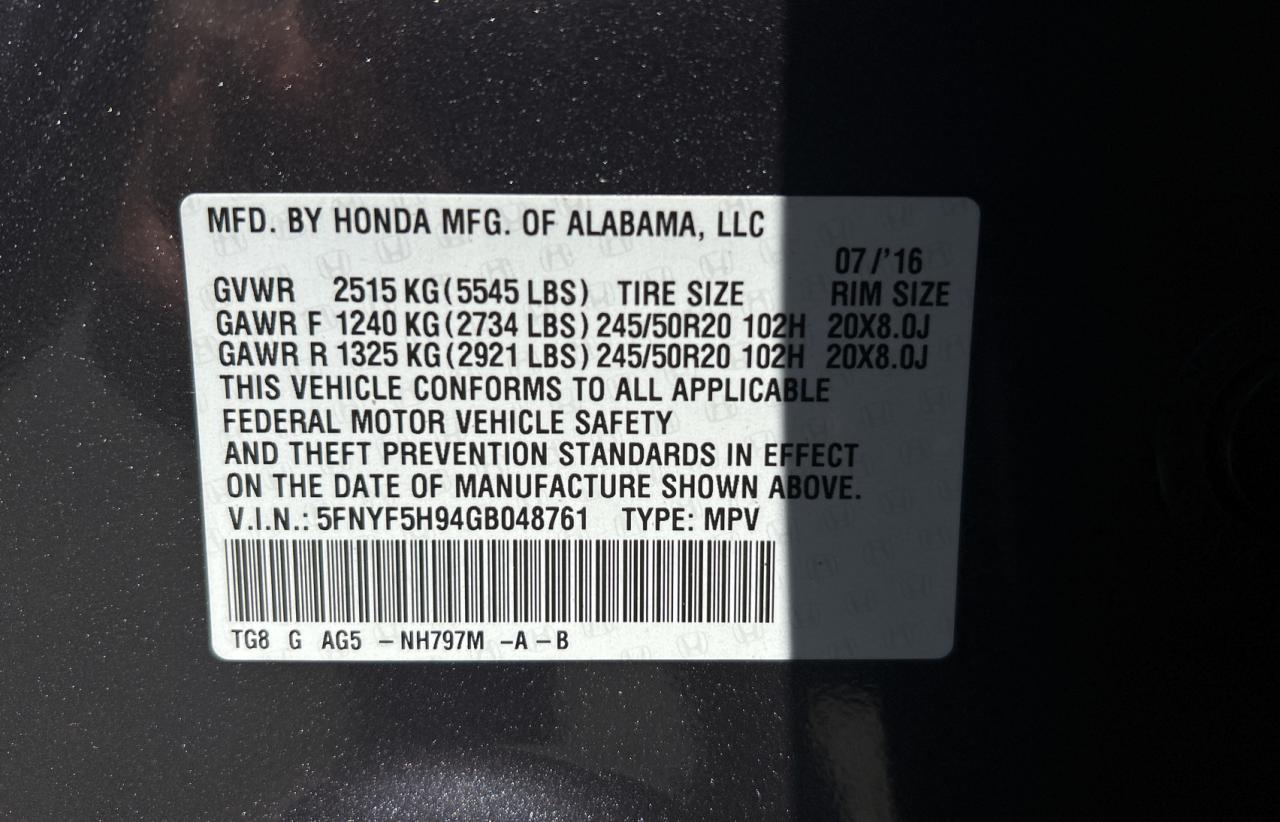 MFD. BY HONDA MFG. OF ALABAMA, LLC
07/'16
GVWR 2515 KG(5545 LBS) TIRE SIZE RIM SIZE
GAWR F 1240 KG(2734 LBS) 245/50R20 102H 20X8.0J
GAWR R 1325 KG(2921 LBS) 245/50R20 102H 20X8.0J
THIS VEHICLE CONFORMS TO ALL APPLICABLE
FEDERAL MOTOR VEHICLE SAFETY
AND THEFT PREVENTION STANDARDS IN EFFECT
ON THE DATE OF MANUFACTURE SHOWN ABOVE.
V.I.N.: 5FNYF5H94GB048761 TYPE: MPV
TG8 G AG5 –NH797M –A –B